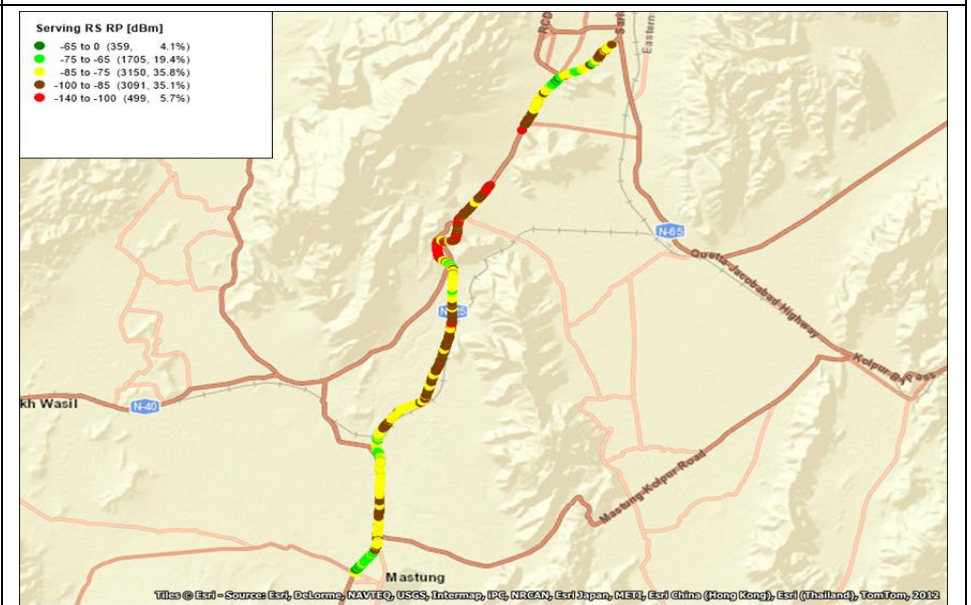 Serving RS RP [dBm]
-65 to 0 (359, 4.1%)
-75 to -65 (1705, 19.4%)
-85 to -75 (3150, 35.8%)
-100 to -85 (3091, 35.1%)
-140 to -100 (499, 5.7%)
RCD
Sari
Eastern
N-65
Quetta-Jacobabad Highway
Kolpur
Pass
kh Wasil
N-40
Mastung-Kolpur Road
Mastung
Tiles © Esri - Source: Esri, DeLorme, NAVTEQ, USGS, Intermap, iPC, NRCAN, Esri Japan, METI, Esri China (Hong Kong), Esri (Thailand), TomTom, 2012